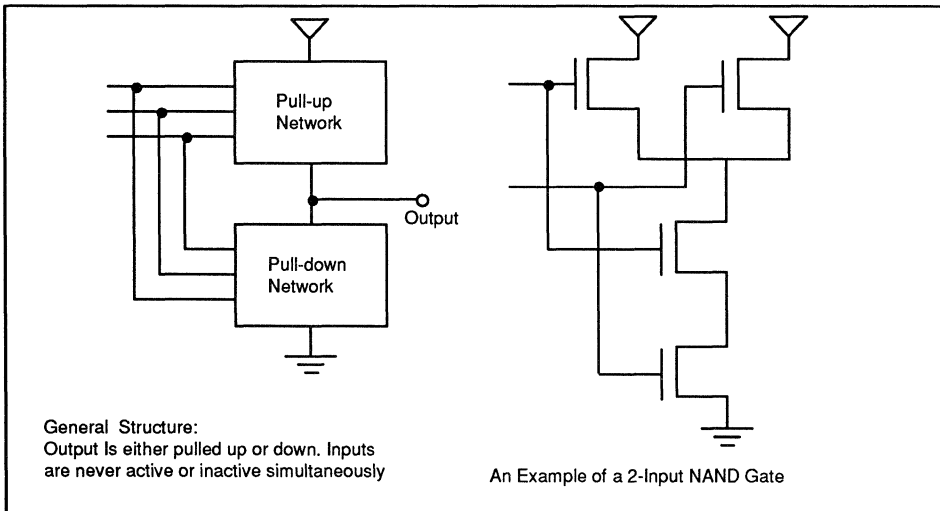 Pull-up
Network
Output
Pull-down
Network
General Structure:
Output Is either pulled up or down. Inputs
are never active or inactive simultaneously
An Example of a 2-Input NAND Gate